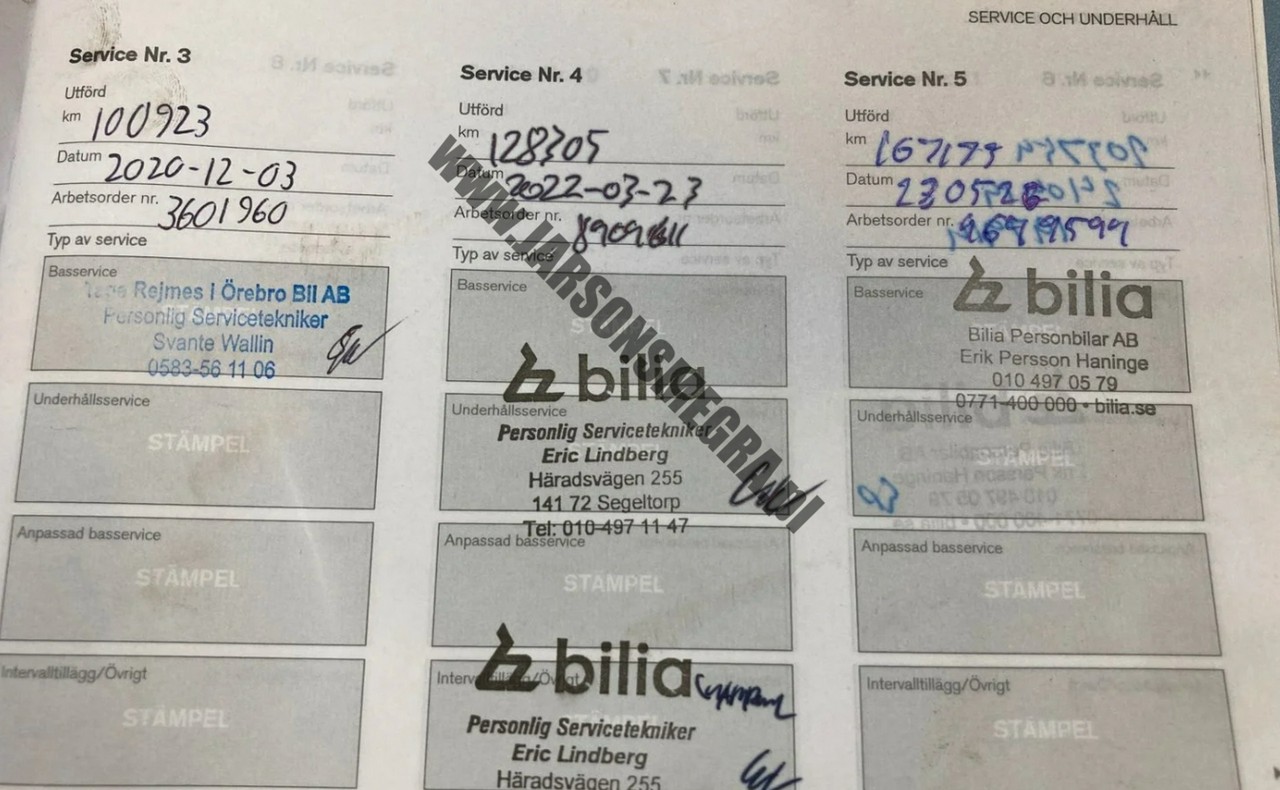 SERVICE OCH UNDERHÅLL
Service Nr. 3
Utförd
km 100923
Datum 2020-12-03
Arbetsorder nr. 3601960
Typ av service
Basservice
Rejmes i Örebro Bil AB
Personlig Servicetekniker
Svante Wallin
0583-56 11 06
Underhållsservice
STÄMPEL
Anpassad basservice
STÄMPEL
Intervalltillägg/Övrigt
STÄMPEL
Service Nr. 4
Utförd
km 128305
Datum 2022-03-23
Arbetsorder nr.
Typ av service
Basservice
bilia
Underhållsservice
Personlig Servicetekniker
Eric Lindberg
Häradsvägen 255
141 72 Segeltorp
Tel: 010-497 11 47
Anpassad basservice
STÄMPEL
Intervalltillägg/Övrigt
bilia
Personlig Servicetekniker
Eric Lindberg
Häradsvägen 255
Service Nr. 5
Utförd
km
Datum
Arbetsorder nr.
Typ av service
Basservice
bilia
Bilia Personbilar AB
Erik Persson Haninge
010 497 05 79
0771-400 000 • bilia.se
Underhållsservice
STÄMPEL
Anpassad basservice
STÄMPEL
Intervalltillägg/Övrigt
STÄMPEL